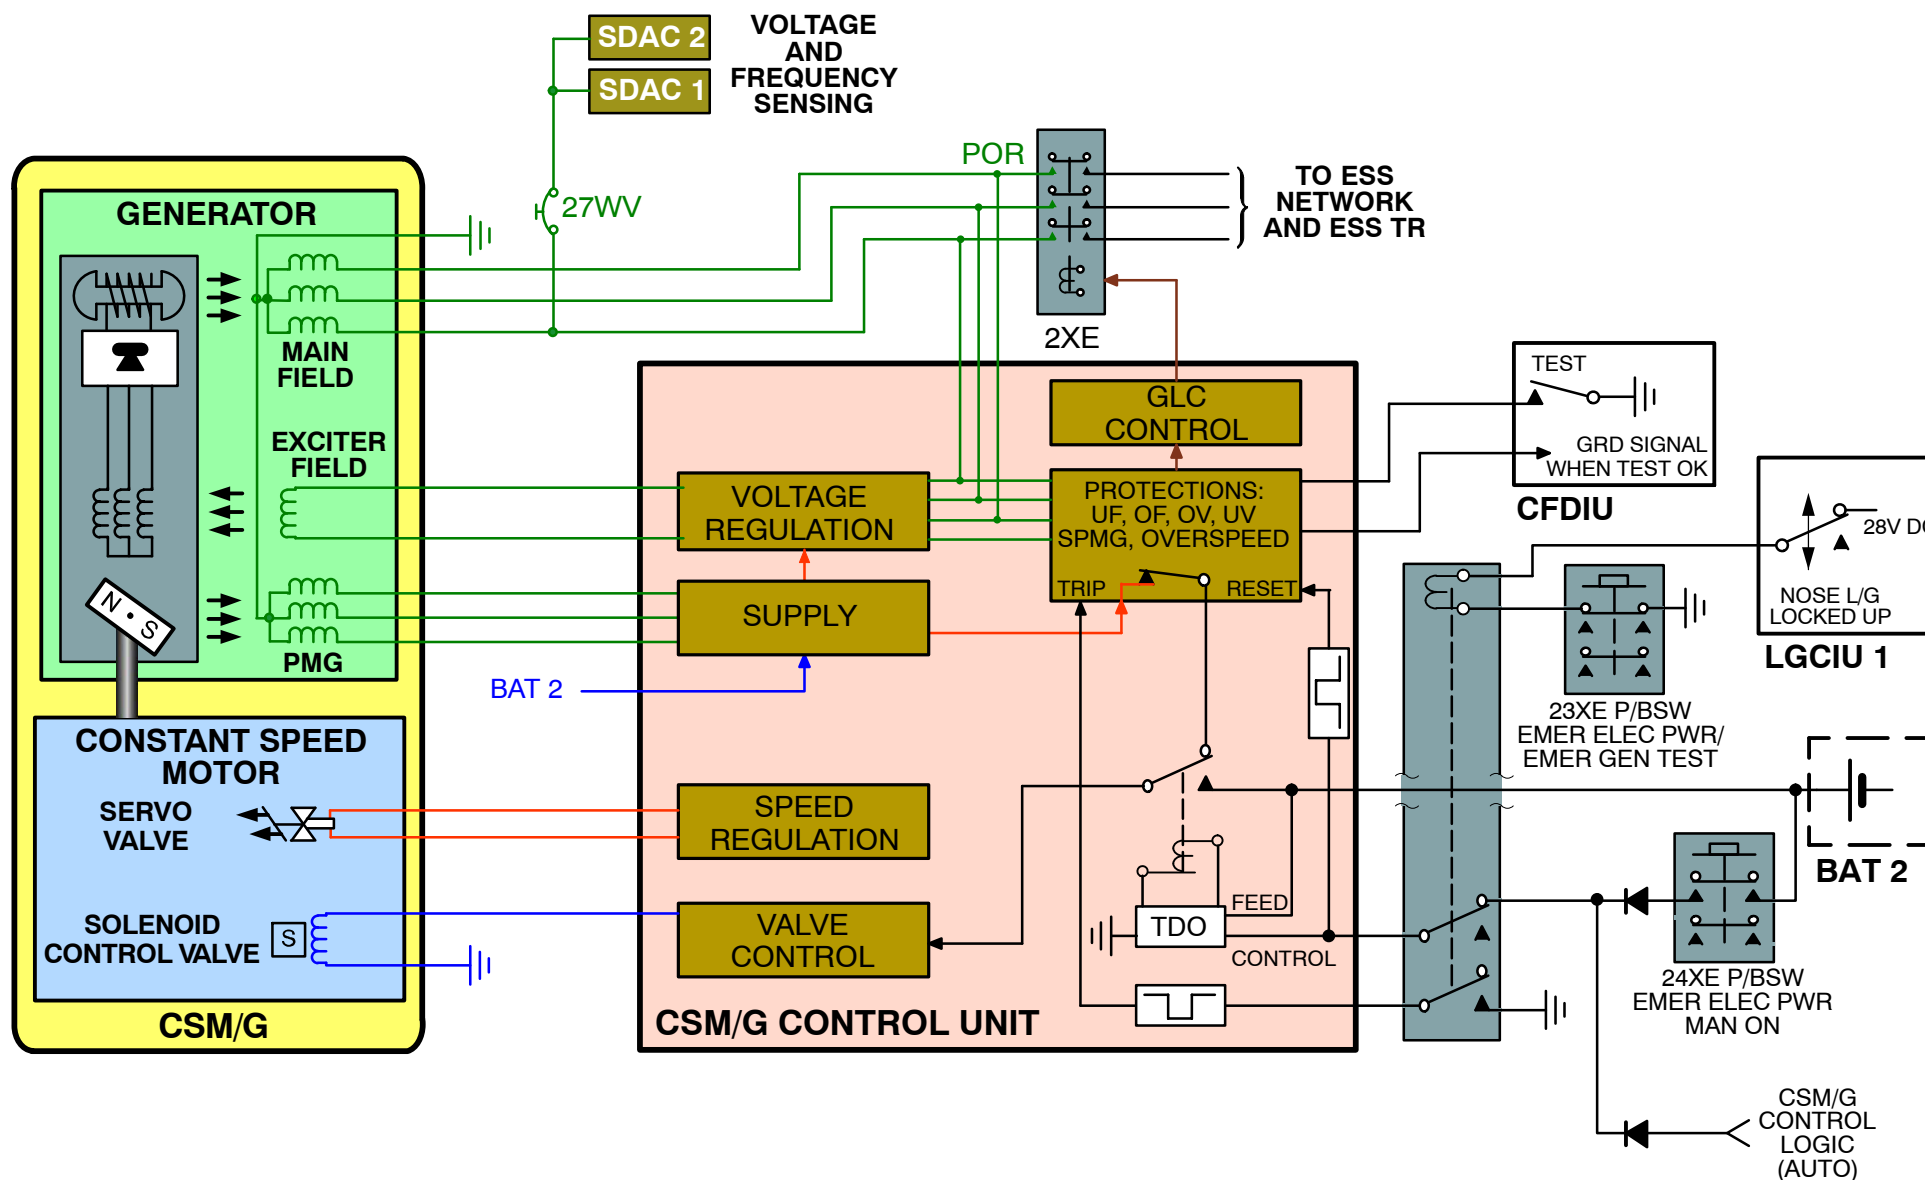 SDAC 2
SDAC 1
VOLTAGE
AND
FREQUENCY
SENSING
POR
27WV
2XE
TO ESS
NETWORK
AND ESS TR
GENERATOR
MAIN
FIELD
EXCITER
FIELD
N
S
PMG
CONSTANT SPEED
MOTOR
SERVO
VALVE
SOLENOID
CONTROL VALVE
S
CSM/G
BAT 2
GLC
CONTROL
VOLTAGE
REGULATION
PROTECTIONS:
UF, OF, OV, UV
SPMG, OVERSPEED
TRIP
RESET
SUPPLY
SPEED
REGULATION
VALVE
CONTROL
FEED
TDO
CONTROL
CSM/G CONTROL UNIT
TEST
GRD SIGNAL
WHEN TEST OK
CFDIU
28V DC
NOSE L/G
LOCKED UP
LGCIU 1
23XE P/BSW
EMER ELEC PWR/
EMER GEN TEST
BAT 2
24XE P/BSW
EMER ELEC PWR
MAN ON
CSM/G
CONTROL
LOGIC
(AUTO)